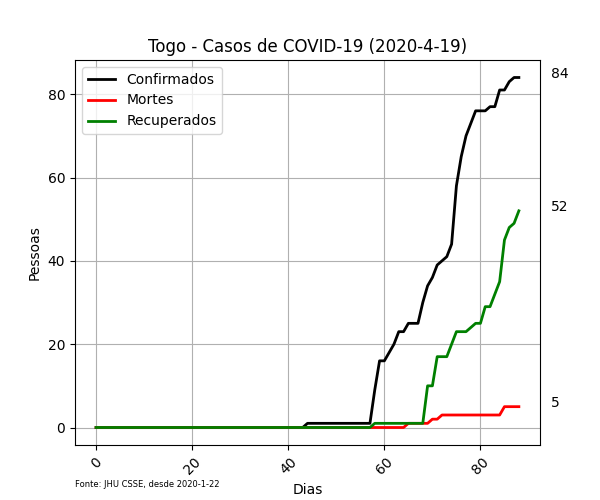 Togo - Casos de COVID-19 (2020-4-19)
Confirmados
Mortes
Recuperados
84
52
5
80
60
40
20
0
Pessoas
0 20 40 60 80
Dias
Fonte: JHU CSSE, desde 2020-1-22